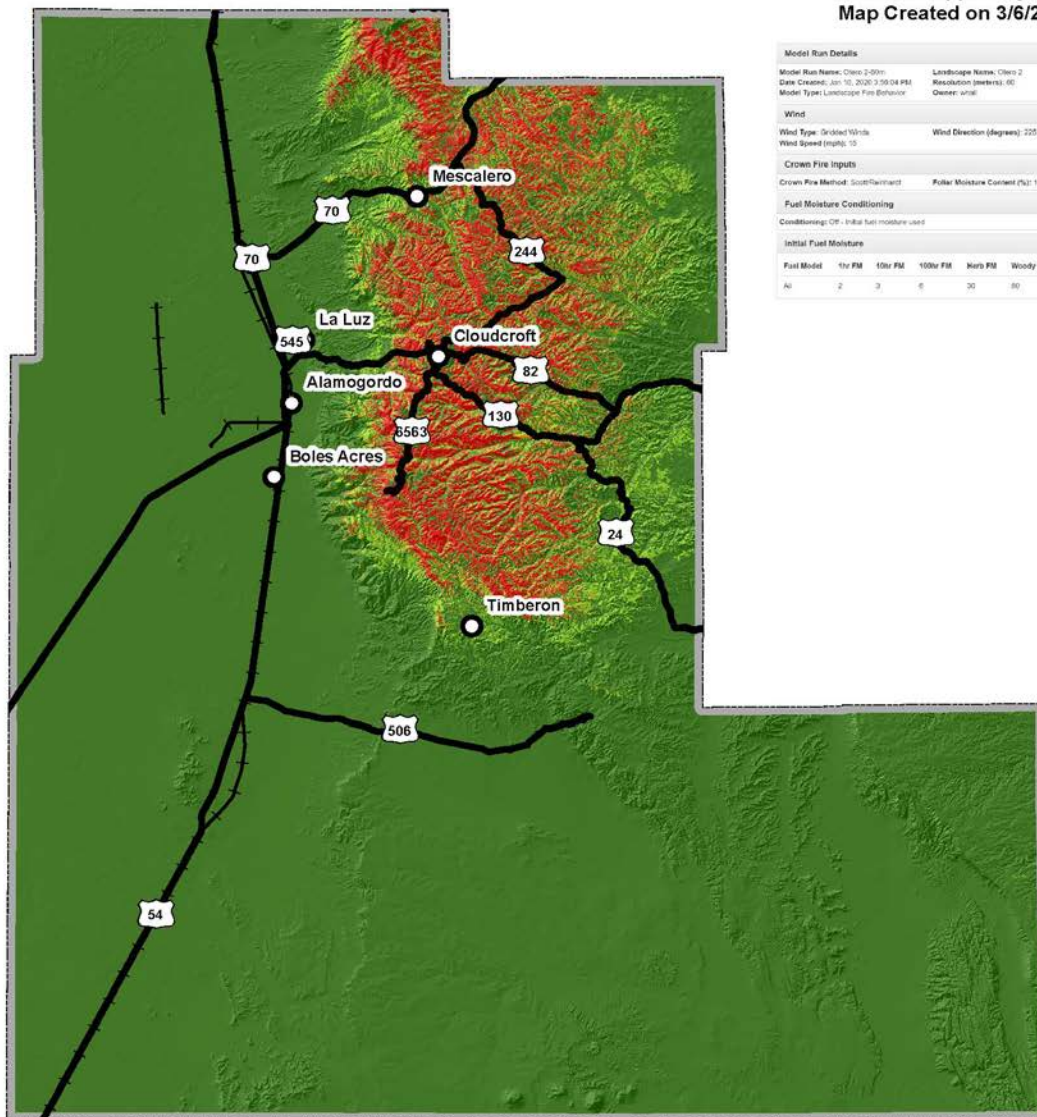 Map Created on 3/6/2
Model Run Details
Model Run Name: Otero 2-60m Landscape Name: Otero 2
Date Created: Jan 10, 2020 3:56:04 PM Resolution (meters): 60
Model Type: Landscape Fire Behavior Owner:
Wind
Wind Type: Gridded Winds Wind Direction (degrees): 225
Wind Speed (mph): 15
Crown Fire Inputs
Crown Fire Method: Scott/Reinhardt Foliar Moisture Content (%): 1
Fuel Moisture Conditioning
Conditioning: Off - Initial fuel moisture used
Initial Fuel Moisture
Fuel Model 1hr FM 10hr FM 100hr FM Herb FM Woody
All 2 3 6 30 60
Mescalero
70
244
70
La Luz
545
Cloudcroft
82
Alamogordo
130
6563
Boles Acres
24
Timberon
506
54